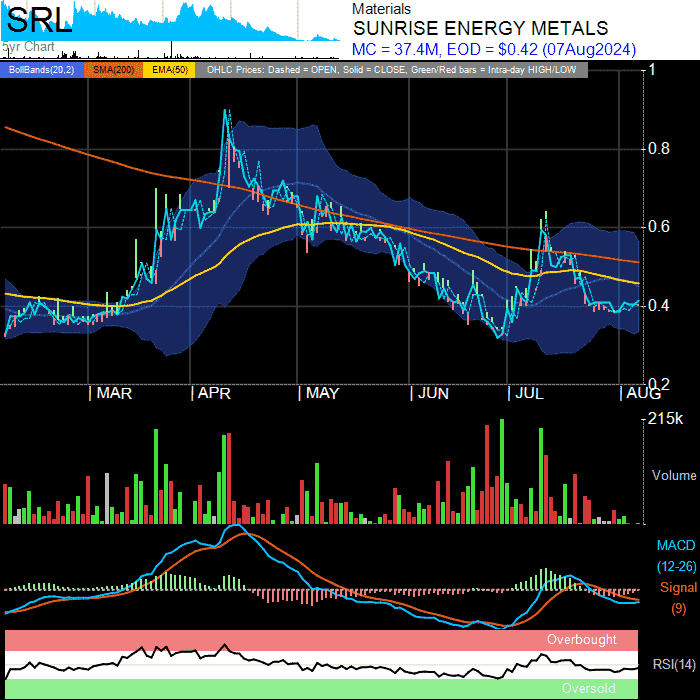 SRL
5yr Chart
Materials
SUNRISE ENERGY METALS
MC = 37.4M, EOD = $0.42 (07Aug2024)
BollBands(20,2) SMA(200) EMA(50) OHLC Prices: Dashed = OPEN, Solid = CLOSE, Green/Red bars = Intra-day HIGH/LOW
1
0.8
0.6
0.4
0.2
| MAR | APR | MAY | JUN | JUL | AUG
215k
Volume
MACD
(12-26)
Signal
(9)
Overbought
RSI(14)
Oversold